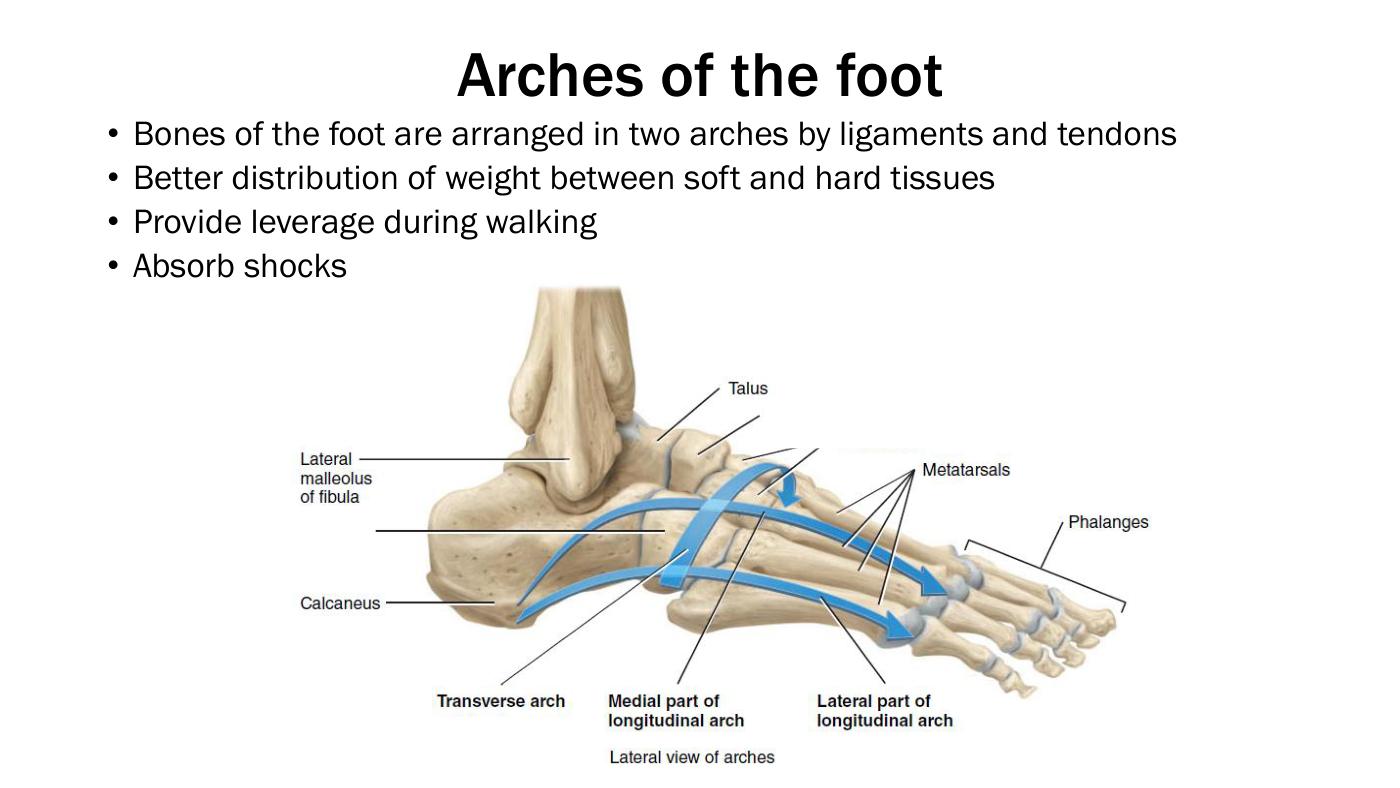 Arches of the foot
• Bones of the foot are arranged in two arches by ligaments and tendons
• Better distribution of weight between soft and hard tissues
• Provide leverage during walking
• Absorb shocks
Talus
Lateral
malleolus
of fibula
Metatarsals
Phalanges
Calcaneus
Transverse arch
Medial part of
longitudinal arch
Lateral part of
longitudinal arch
Lateral view of arches